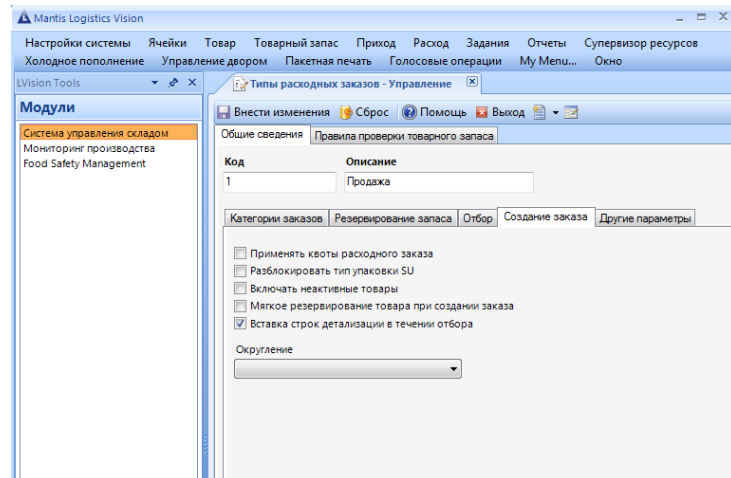 Mantis Logistics Vision
Настройки системы Ячейки Товар Товарный запас Приход Расход Задания Отчеты Супервизор ресурсов
Холодное пополнение Управление двором Пакетная печать Голосовые операции My Menu... Окно
LVision Tools
Типы расходных заказов - Управление
Модули
Внести изменения Сброс Помощь Выход
Система управления складом
Мониторинг производства
Food Safety Management
Общие сведения Правила проверки товарного запаса
Код Описание
1 Продажа
Категории заказов Резервирование запаса Отбор Создание заказа Другие параметры
Применять квоты расходного заказа
Разблокировать тип упаковки SU
Включать неактивные товары
Мягкое резервирование товара при создании заказа
Вставка строк детализации в течении отбора
Округление